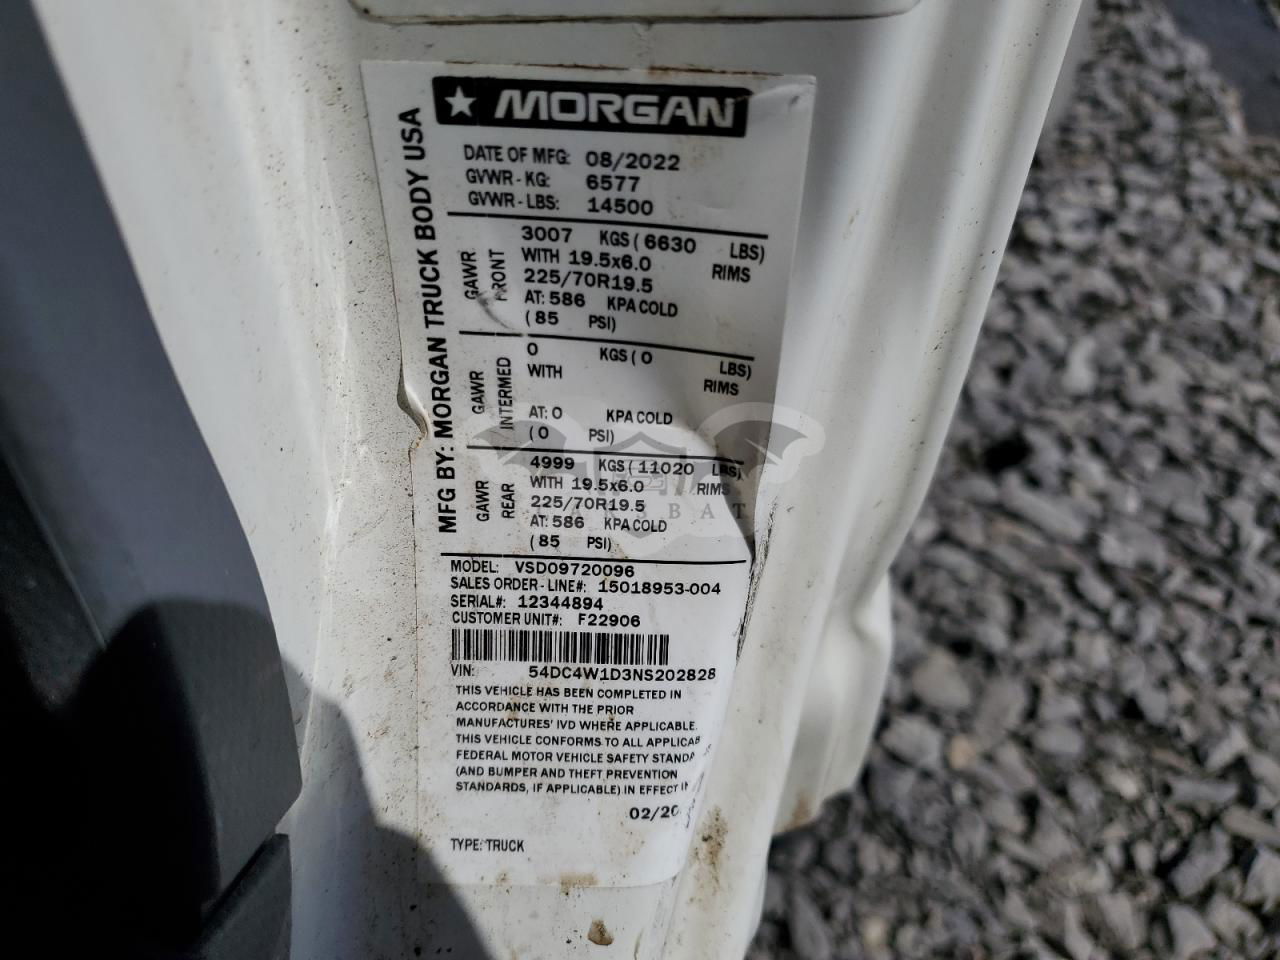 MORGAN
MFG BY: MORGAN TRUCK BODY USA
DATE OF MFG: 08/2022
GVWR - KG: 6577
GVWR - LBS: 14500
GAWR FRONT
3007 KGS ( 6630 LBS)
WITH 19.5x6.0 RIMS
225/70R19.5
AT: 586 KPA COLD
( 85 PSI)
GAWR INTERMED
0 KGS ( 0 LBS)
WITH RIMS
AT: 0 KPA COLD
( 0 PSI)
GAWR REAR
4999 KGS ( 11020 LBS)
WITH 19.5x6.0 RIMS
225/70R19.5
AT: 586 KPA COLD
( 85 PSI)
MODEL: VSD09720096
SALES ORDER - LINE#: 15018953-004
SERIAL#: 12344894
CUSTOMER UNIT#: F22906
VIN: 54DC4W1D3NS202828
THIS VEHICLE HAS BEEN COMPLETED IN
ACCORDANCE WITH THE PRIOR
MANUFACTURES' IVD WHERE APPLICABLE.
THIS VEHICLE CONFORMS TO ALL APPLICAB
FEDERAL MOTOR VEHICLE SAFETY STANDA
(AND BUMPER AND THEFT PREVENTION
STANDARDS, IF APPLICABLE) IN EFFECT IN
02/20
TYPE: TRUCK